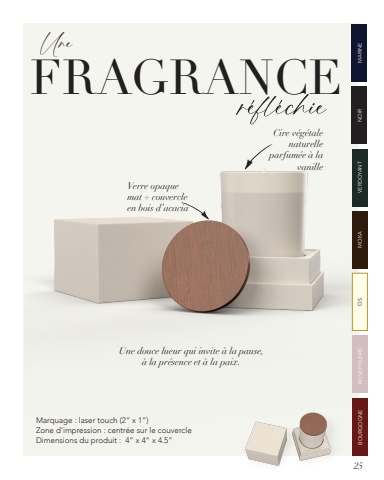 Une
FRAGRANCE
réfléchie
Cire végétale
naturelle
parfumée à la
vanille
Verre opaque
mat + couvercle
en bois d'acacia
Une douce lueur qui invite à la pause,
à la présence et à la paix.
Marquage : laser touch (2” x 1”)
Zone d'impression : centrée sur le couvercle
Dimensions du produit : 4” x 4” x 4.5”
MARINE
NOIR
VERDOYANT
MOKA
OS
BOURGOGNE
25